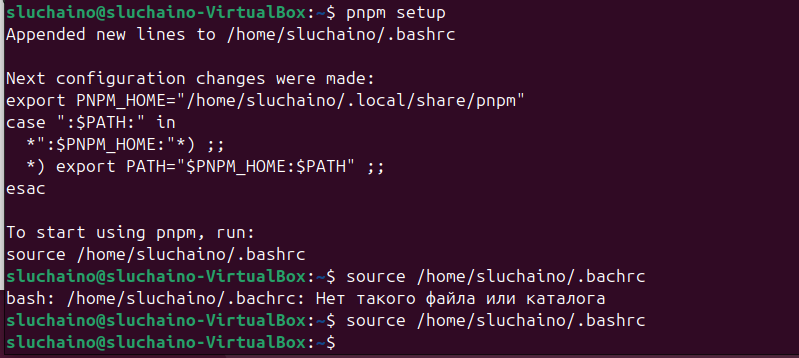 sluchaino@sluchaino-VirtualBox:~$ pnpm setup
Appended new lines to /home/sluchaino/.bashrc
Next configuration changes were made:
export PNPM_HOME="/home/sluchaino/.local/share/pnpm"
case ":$PATH:" in
  *":$PNPM_HOME:"*) ;;
  *) export PATH="$PNPM_HOME:$PATH" ;;
esac
To start using pnpm, run:
source /home/sluchaino/.bashrc
sluchaino@sluchaino-VirtualBox:~$ source /home/sluchaino/.bachrc
bash: /home/sluchaino/.bachrc: Нет такого файла или каталога
sluchaino@sluchaino-VirtualBox:~$ source /home/sluchaino/.bashrc
sluchaino@sluchaino-VirtualBox:~$